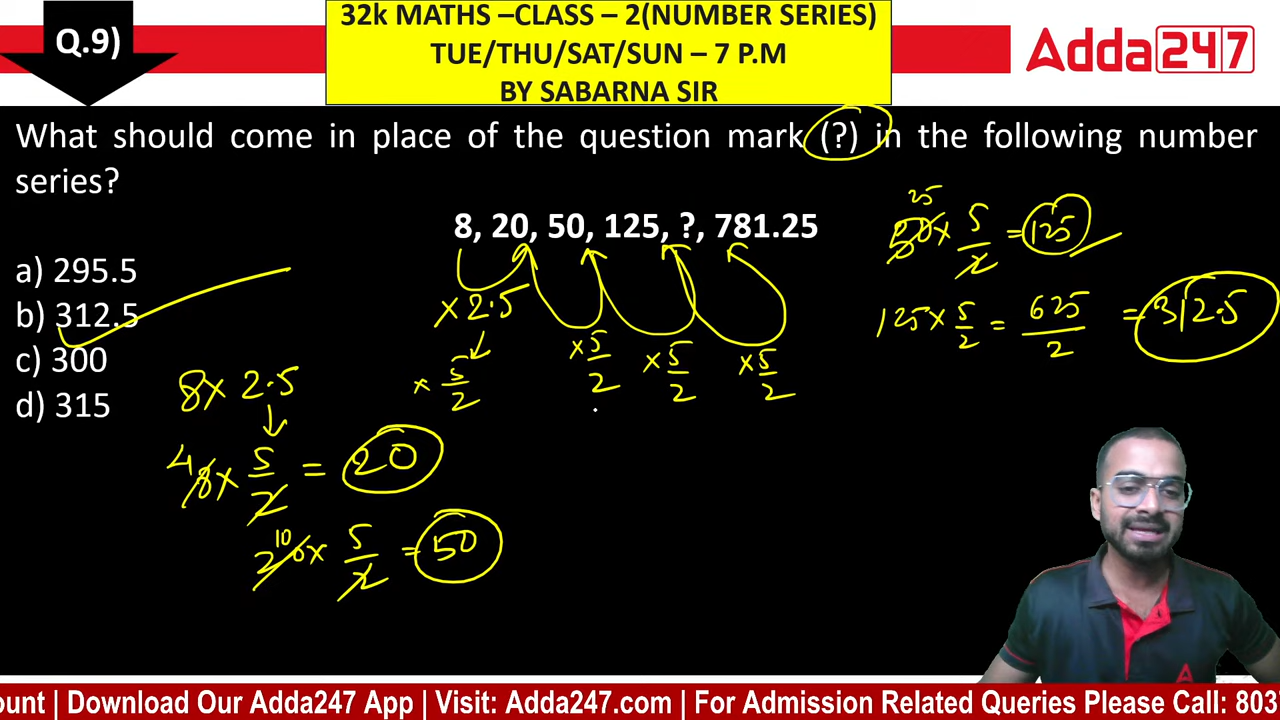 Q.9)
32k MATHS –CLASS – 2(NUMBER SERIES)
TUE/THU/SAT/SUN – 7 P.M
BY SABARNA SIR
Adda247
What should come in place of the question mark (?) in the following number
series?
8, 20, 50, 125, ?, 781.25
a) 295.5
b) 312.5
c) 300
d) 315
× 2.5
× 5/2
× 5/2
× 5/2
× 5/2
8 × 2.5
4 8 × 5/2 = 20
10 20 × 5/2 = 50
25
50 × 5/2 = 125
125 × 5/2 = 625/2 = 312.5
ount | Download Our Adda247 App | Visit: Adda247.com | For Admission Related Queries Please Call: 803